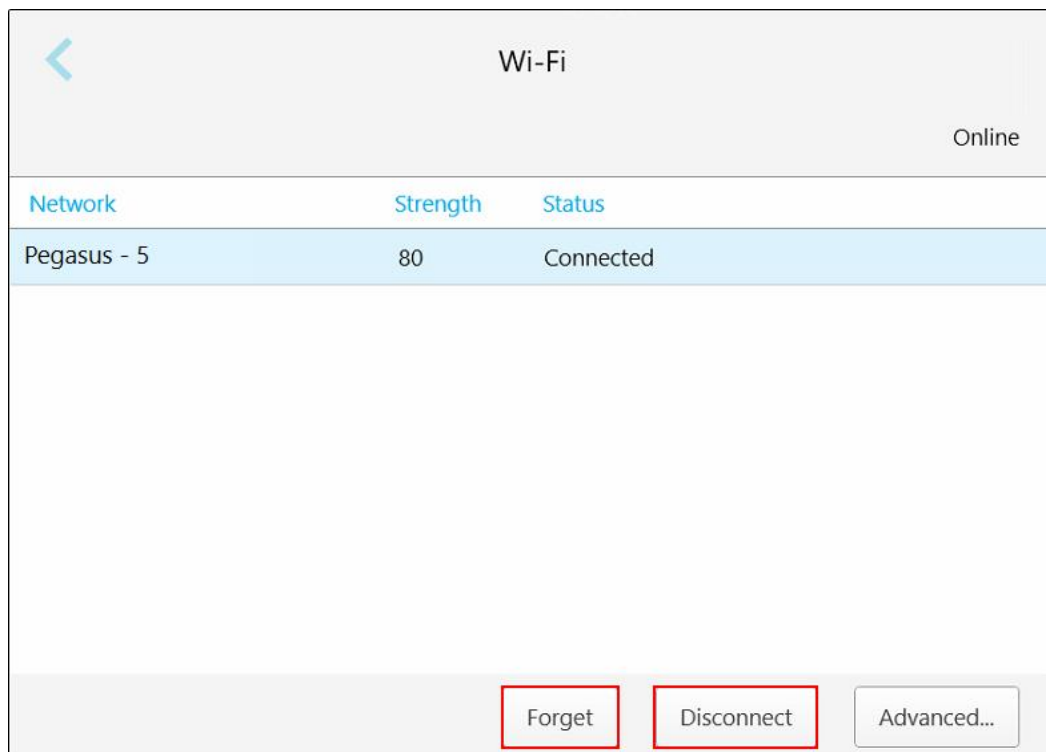 Wi-Fi
Online
Network Strength Status
Pegasus - 5 80 Connected
Forget Disconnect Advanced...